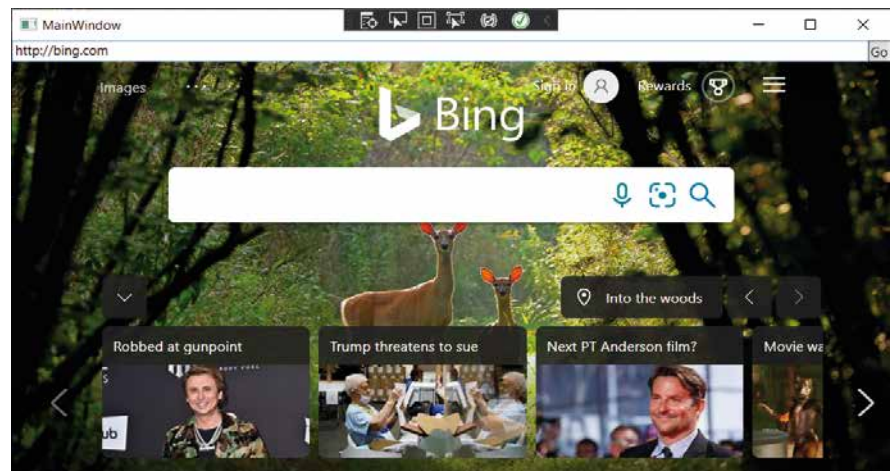 MainWindow
http://bing.com
Go
Images
Sign in
Rewards
Bing
Into the woods
Robbed at gunpoint
Trump threatens to sue
Next PT Anderson film?
Movie wa
ub